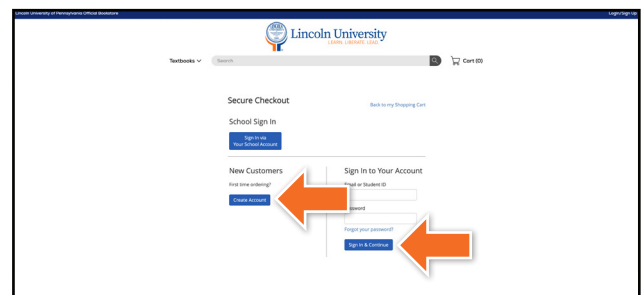 Lincoln University of Pennsylvania Official Bookstore
Login/Sign Up
Lincoln University
LEARN. LIBERATE. LEAD.
Textbooks
Search
Cart (0)
Secure Checkout
Back to my Shopping Cart
School Sign In
Sign In via
Your School Account
New Customers
First time ordering?
Create Account
Sign In to Your Account
or Student ID
Forgot your password?
Sign In & Continue